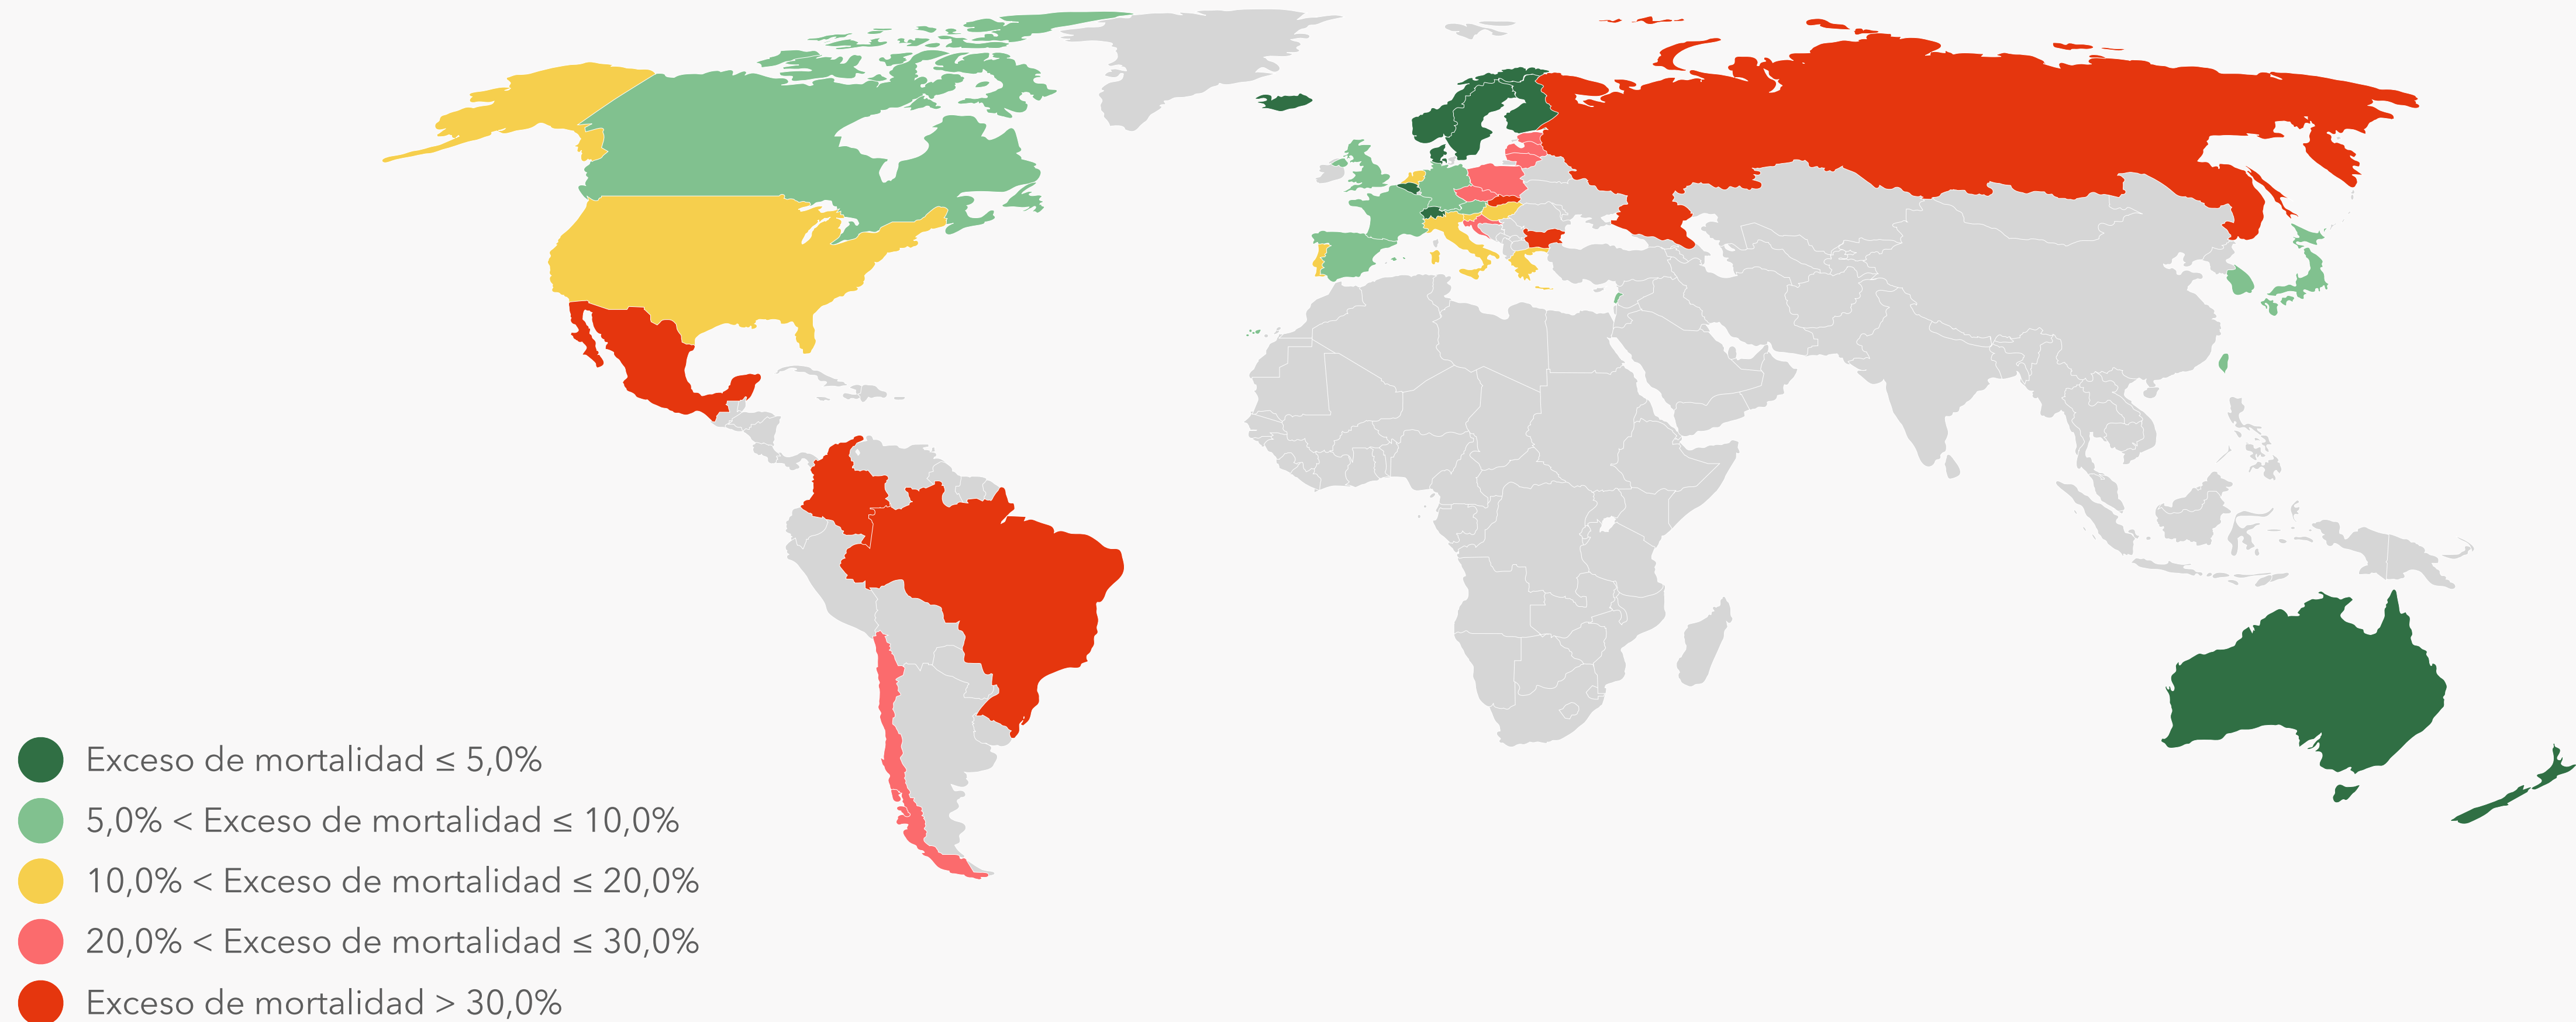 Exceso de mortalidad ≤ 5,0%
5,0% < Exceso de mortalidad ≤ 10,0%
10,0% < Exceso de mortalidad ≤ 20,0%
20,0% < Exceso de mortalidad ≤ 30,0%
Exceso de mortalidad > 30,0%